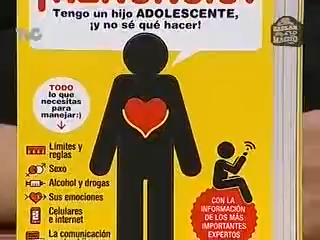 Tengo un hijo ADOLESCENTE,
¡y no sé qué hacer!
TODO
lo que
necesitas
para
manejar:)
Límites y
reglas
Sexo
Alcohol y drogas
Sus emociones
Celulares
e internet
La comunicación
CON LA
INFORMACIÓN
DE LOS MÁS
IMPORTANTES
EXPERTOS